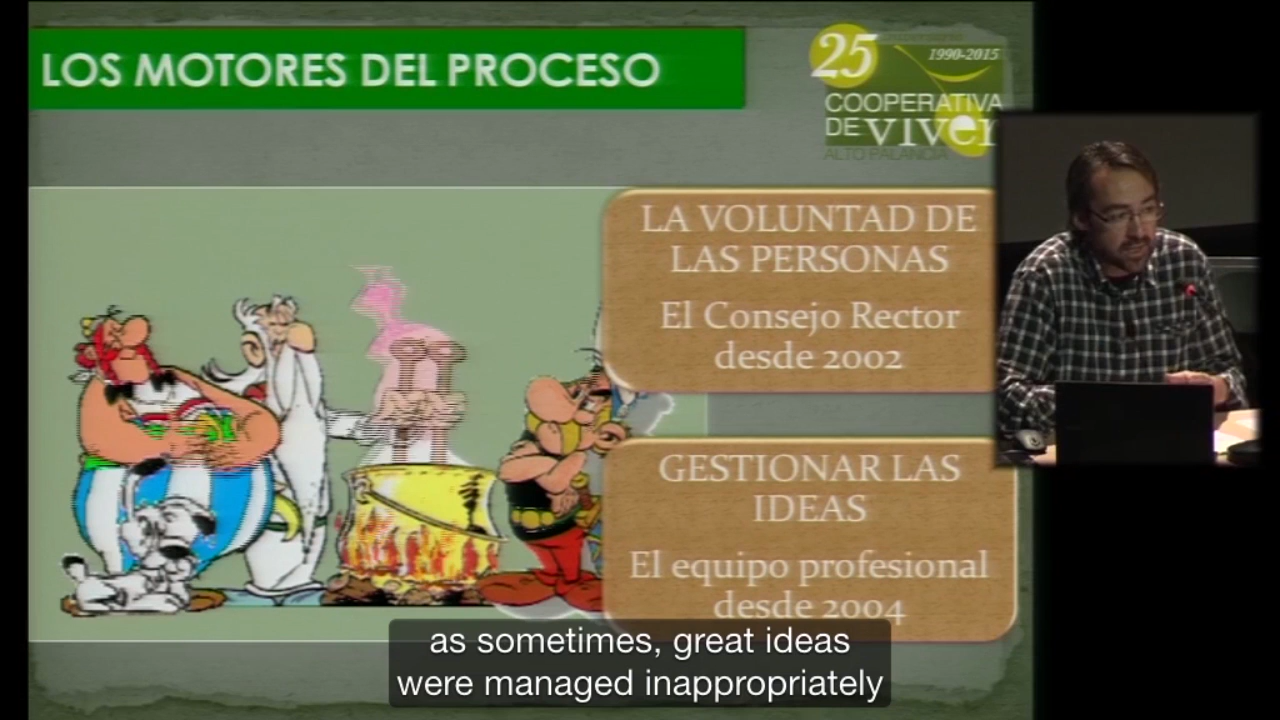 LOS MOTORES DEL PROCESO
25
1990-2015
COOPERATIVA
DE viver
ALTO PALANCIA
LA VOLUNTAD DE
LAS PERSONAS
El Consejo Rector
desde 2002
GESTIONAR LAS
IDEAS
El equipo profesional
desde 2004
as sometimes, great ideas
were managed inappropriately